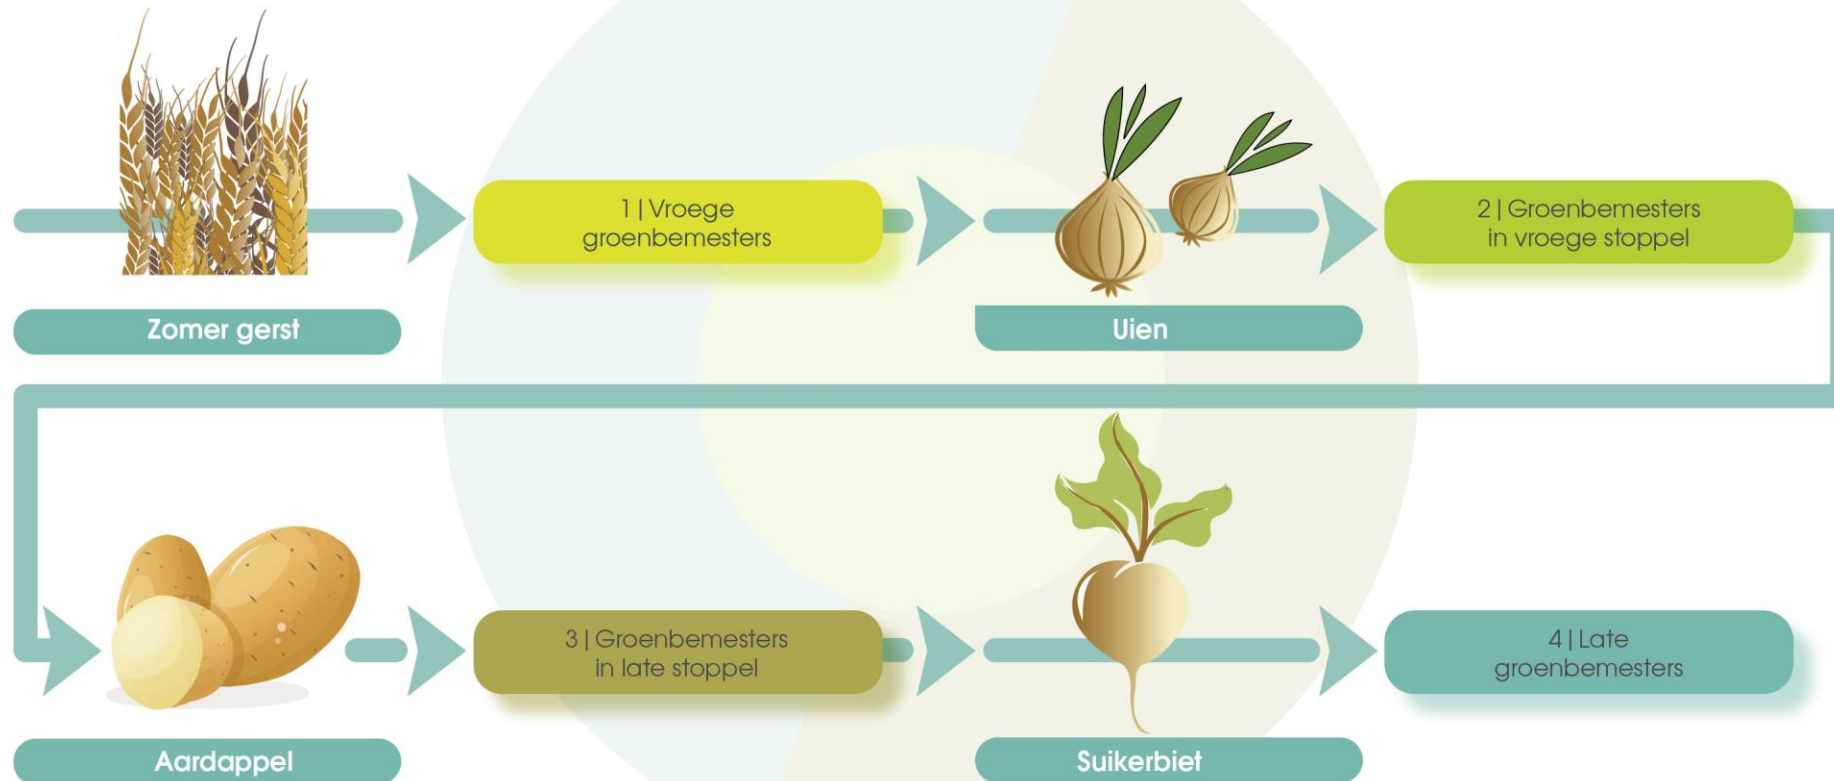 1 | Vroege
groenbemesters
2 | Groenbemesters
in vroege stoppel
Zomer gerst
Uien
3 | Groenbemesters
in late stoppel
4 | Late
groenbemesters
Aardappel
Suikerbiet